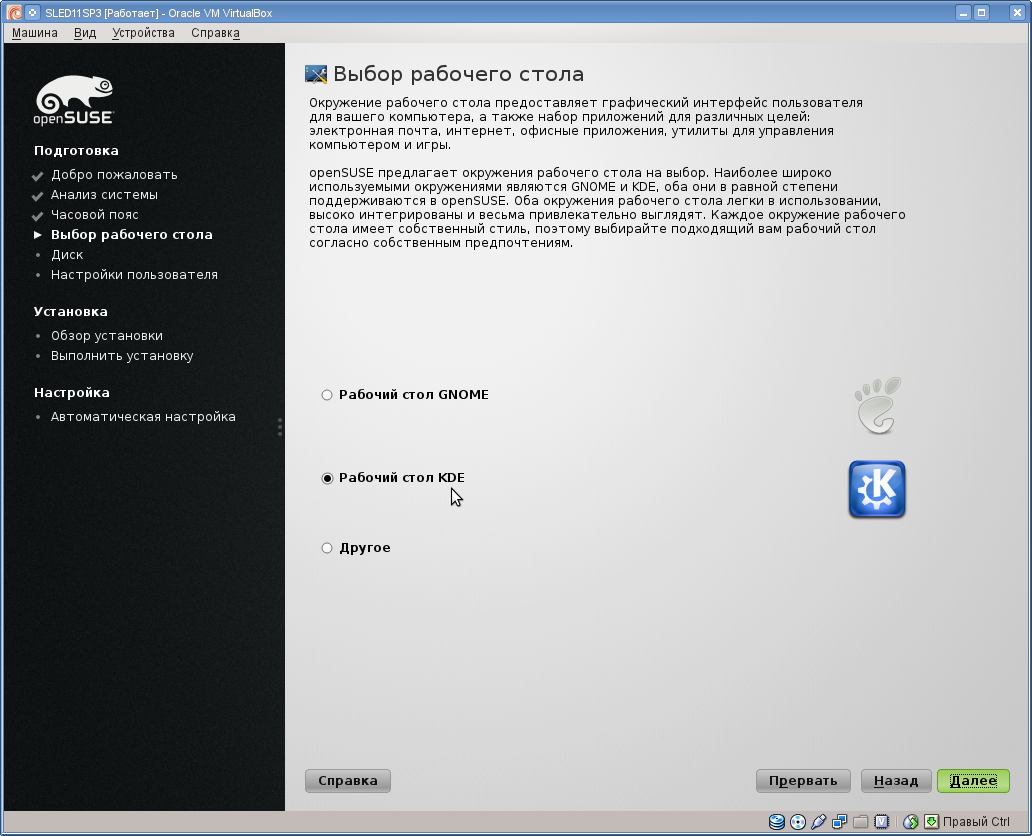 SLED11SP3 [Работает] - Oracle VM VirtualBox
Машина Вид Устройства Справка
openSUSE
Подготовка
Добро пожаловать
Анализ системы
Часовой пояс
Выбор рабочего стола
Диск
Настройки пользователя
Установка
Обзор установки
Выполнить установку
Настройка
Автоматическая настройка
Выбор рабочего стола
Окружение рабочего стола предоставляет графический интерфейс пользователя
для вашего компьютера, а также набор приложений для различных целей:
электронная почта, интернет, офисные приложения, утилиты для управления
компьютером и игры.
openSUSE предлагает окружения рабочего стола на выбор. Наиболее широко
используемыми окружениями являются GNOME и KDE, оба они в равной степени
поддерживаются в openSUSE. Оба окружения рабочего стола легки в использовании,
высоко интегрированы и весьма привлекательно выглядят. Каждое окружение рабочего
стола имеет собственный стиль, поэтому выбирайте подходящий вам рабочий стол
согласно собственным предпочтениям.
Рабочий стол GNOME
Рабочий стол KDE
Другое
Справка Прервать Назад Далее
Правый Ctrl